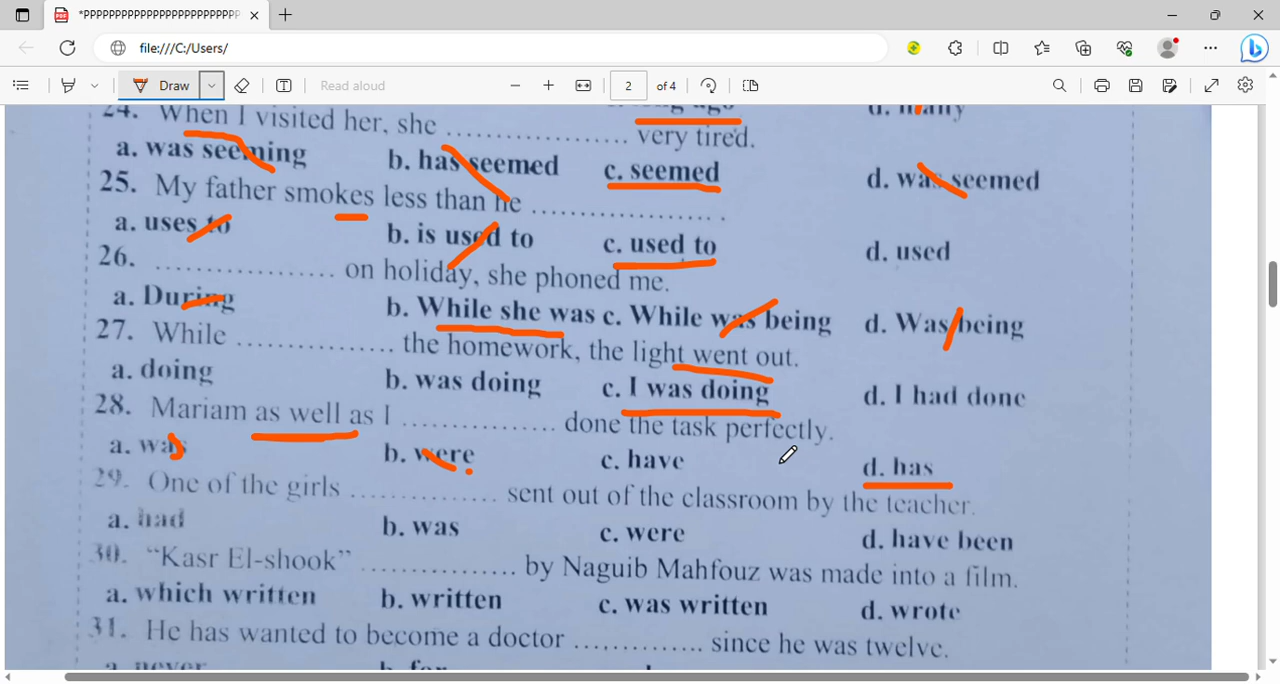 *PPPPPPPPPPPPPPPPPPPPPPPPPP
file:///C:/Users/
Draw
Read aloud
2 of 4
24. When I visited her, she .................. very tired.
long ago d. many
a. was seeming b. has seemed c. seemed d. was seemed
25. My father smokes less than he ..................
a. uses to b. is used to c. used to d. used
26. .................. on holiday, she phoned me.
a. During b. While she was c. While was being d. Was being
27. While .................. the homework, the light went out.
a. doing b. was doing c. I was doing d. I had done
28. Mariam as well as I ............... done the task perfectly.
a. was b. were c. have d. has
29. One of the girls ............... sent out of the classroom by the teacher.
a. had b. was c. were d. have been
30. “Kasr El-shook” ............... by Naguib Mahfouz was made into a film.
a. which written b. written c. was written d. wrote
31. He has wanted to become a doctor ............. since he was twelve.
a. never b. for